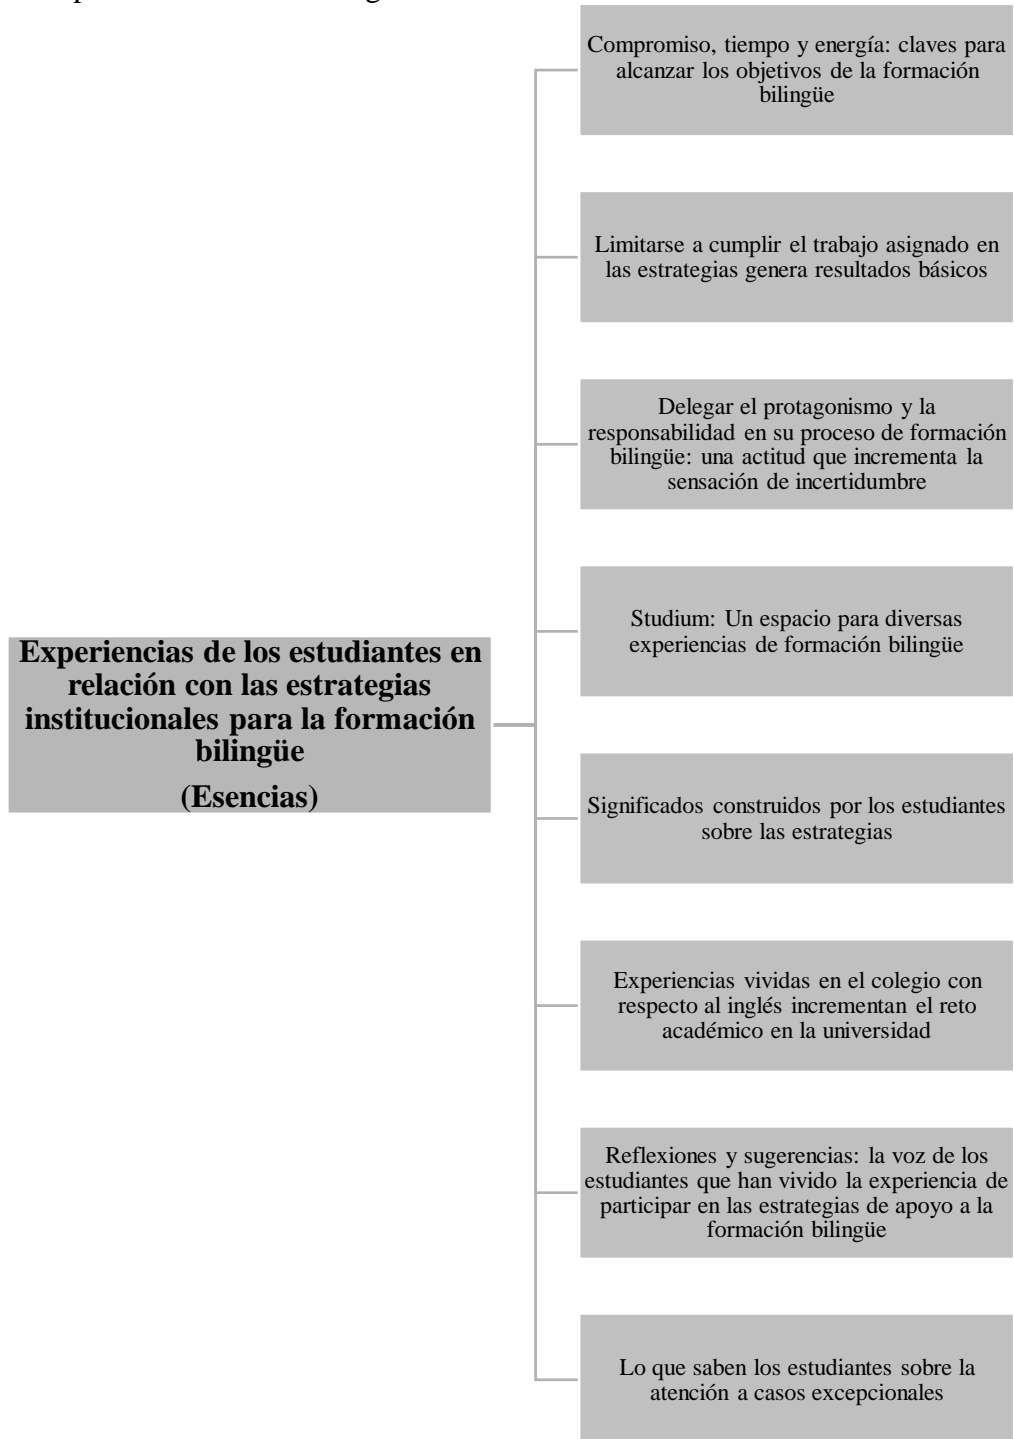 Compromiso, tiempo y energía: claves para
alcanzar los objetivos de la formación
bilingüe
Limitarse a cumplir el trabajo asignado en
las estrategias genera resultados básicos
Delegar el protagonismo y la
responsabilidad en su proceso de formación
bilingüe: una actitud que incrementa la
sensación de incertidumbre
Studium: Un espacio para diversas
experiencias de formación bilingüe
Experiencias de los estudiantes en
relación con las estrategias
institucionales para la formación
bilingüe
(Esencias)
Significados construidos por los estudiantes
sobre las estrategias
Experiencias vividas en el colegio con
respecto al inglés incrementan el reto
académico en la universidad
Reflexiones y sugerencias: la voz de los
estudiantes que han vivido la experiencia de
participar en las estrategias de apoyo a la
formación bilingüe
Lo que saben los estudiantes sobre la
atención a casos excepcionales